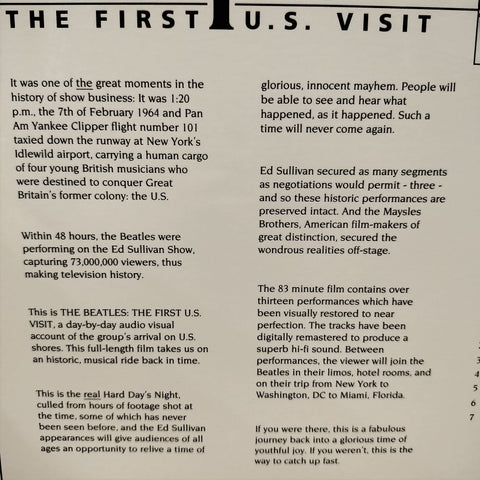 THE FIRST U.S. VISIT
It was one of the great moments in the
history of show business: It was 1:20
p.m., the 7th of February 1964 and Pan
Am Yankee Clipper flight number 101
taxied down the runway at New York's
Idlewild airport, carrying a human cargo
of four young British musicians who
were destined to conquer Great
Britain's former colony: the U.S.
Within 48 hours, the Beatles were
performing on the Ed Sullivan Show,
capturing 73,000,000 viewers, thus
making television history.
This is THE BEATLES: THE FIRST U.S.
VISIT, a day-by-day audio visual
account of the group's arrival on U.S.
shores. This full-length film takes us on
an historic, musical ride back in time.
This is the real Hard Day's Night,
culled from hours of footage shot at
the time, some of which has never
been seen before, and the Ed Sullivan
appearances will give audiences of all
ages an opportunity to relive a time of
glorious, innocent mayhem. People will
be able to see and hear what
happened, as it happened. Such a
time will never come again.
Ed Sullivan secured as many segments
as negotiations would permit - three -
and so these historic performances are
preserved intact. And the Maysles
Brothers, American film-makers of
great distinction, secured the
wondrous realities off-stage.
The 83 minute film contains over
thirteen performances which have
been visually restored to near
perfection. The tracks have been
digitally remastered to produce a
superb hi-fi sound. Between
performances, the viewer will join the
Beatles in their limos, hotel rooms, and
on their trip from New York to
Washington, DC to Miami, Florida.
If you were there, this is a fabulous
journey back into a glorious time of
youthful joy. If you weren't, this is the
way to catch up fast.
4
5
6
7